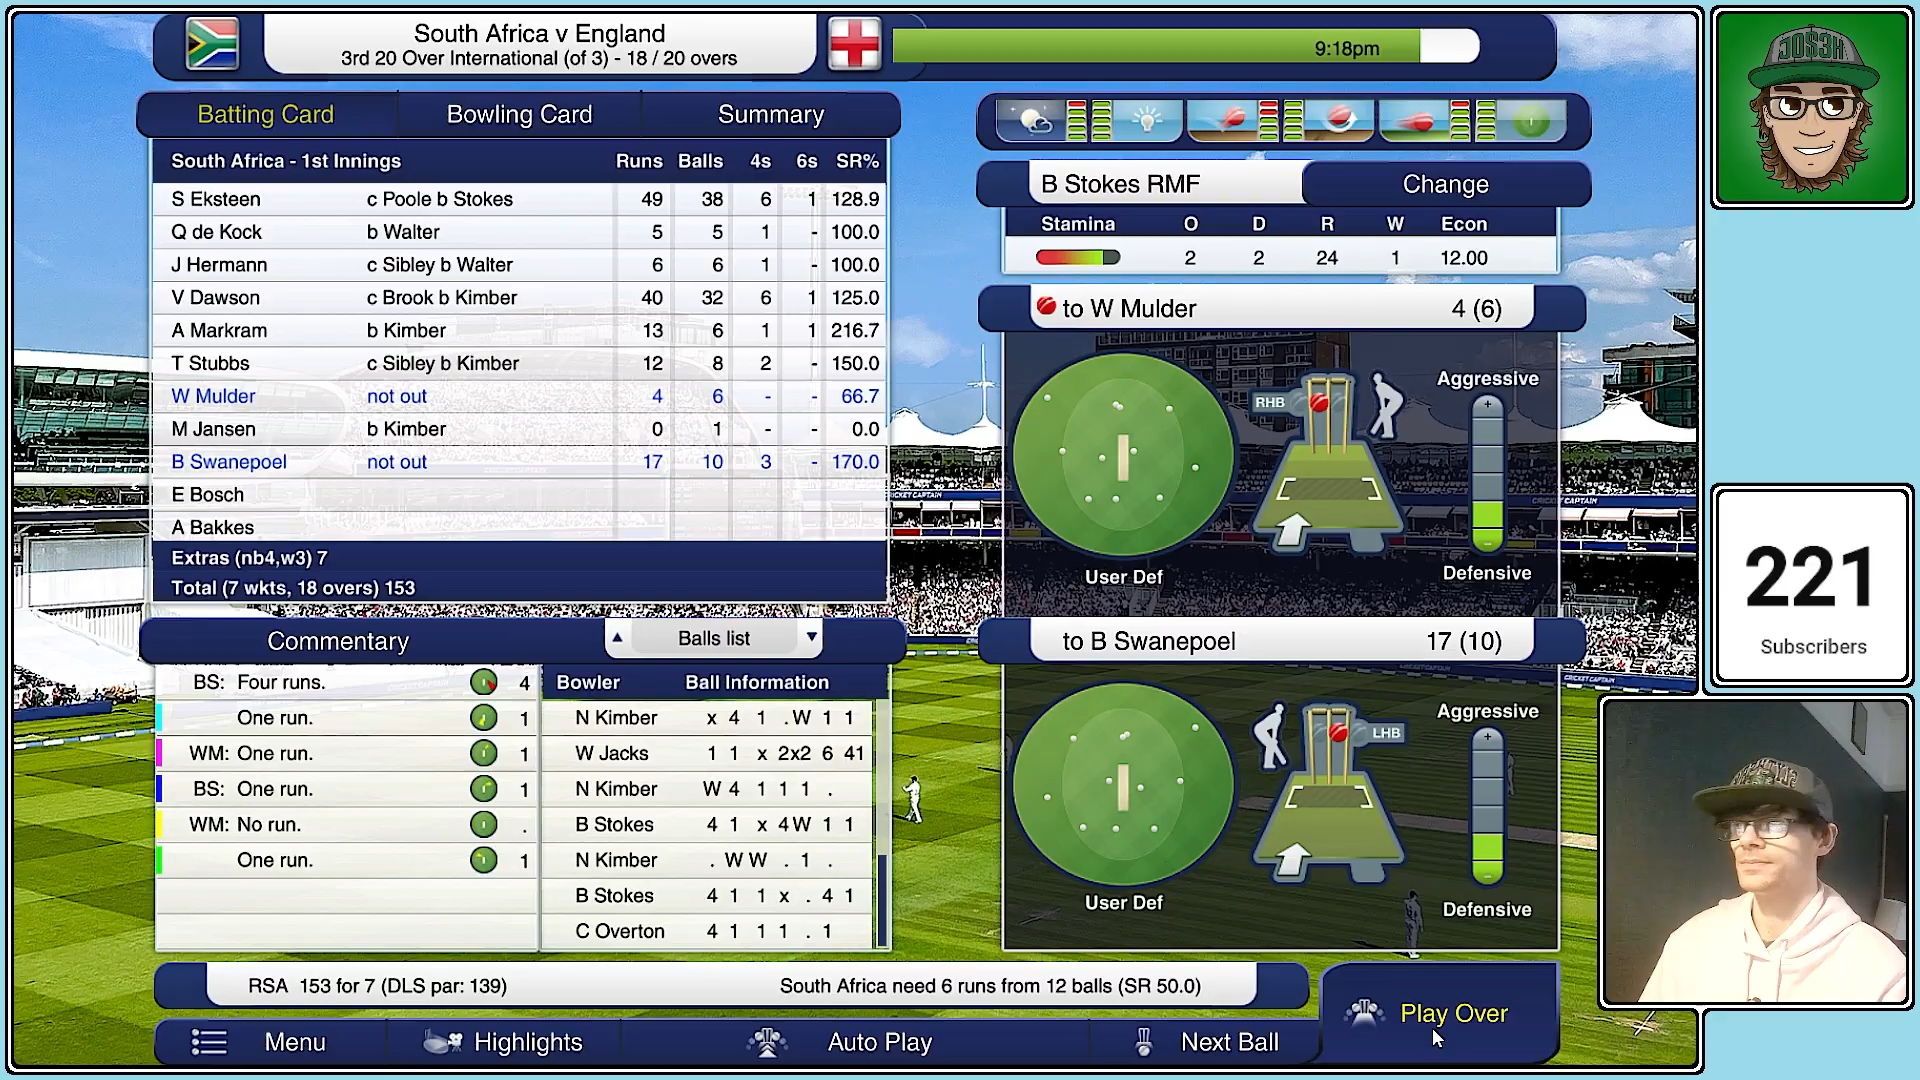 South Africa v England
3rd 20 Over International (of 3) - 18 / 20 overs
9:18pm
JOS3H
Batting Card Bowling Card Summary
South Africa - 1st Innings Runs Balls 4s 6s SR%
S Eksteen c Poole b Stokes 49 38 6 1 128.9
Q de Kock b Walter 5 5 1 - 100.0
J Hermann c Sibley b Walter 6 6 1 - 100.0
V Dawson c Brook b Kimber 40 32 6 1 125.0
A Markram b Kimber 13 6 1 1 216.7
T Stubbs c Sibley b Kimber 12 8 2 - 150.0
W Mulder not out 4 6 - - 66.7
M Jansen b Kimber 0 1 - - 0.0
B Swanepoel not out 17 10 3 - 170.0
E Bosch
A Bakkes
Extras (nb4,w3) 7
Total (7 wkts, 18 overs) 153
B Stokes RMF Change
Stamina O D R W Econ
2 2 24 1 12.00
to W Mulder 4 (6)
RHB
Aggressive
+
-
Defensive
User Def
to B Swanepoel 17 (10)
LHB
Aggressive
+
-
Defensive
User Def
Commentary Balls list
BS: Four runs. 4
One run. 1
WM: One run. 1
BS: One run. 1
WM: No run. .
One run. 1
Bowler Ball Information
N Kimber x 4 1 . W 1 1
W Jacks 1 1 x 2x2 6 41
N Kimber W 4 1 1 1 .
B Stokes 4 1 x 4W 1 1
N Kimber . W W . 1 .
B Stokes 4 1 1 x . 4 1
C Overton 4 1 1 1 . 1
RSA 153 for 7 (DLS par: 139) South Africa need 6 runs from 12 balls (SR 50.0)
Menu Highlights Auto Play Next Ball Play Over
221
Subscribers
CRICKET CAPTAIN
CRICKET CAPTAIN
CRICKET CAPTAIN